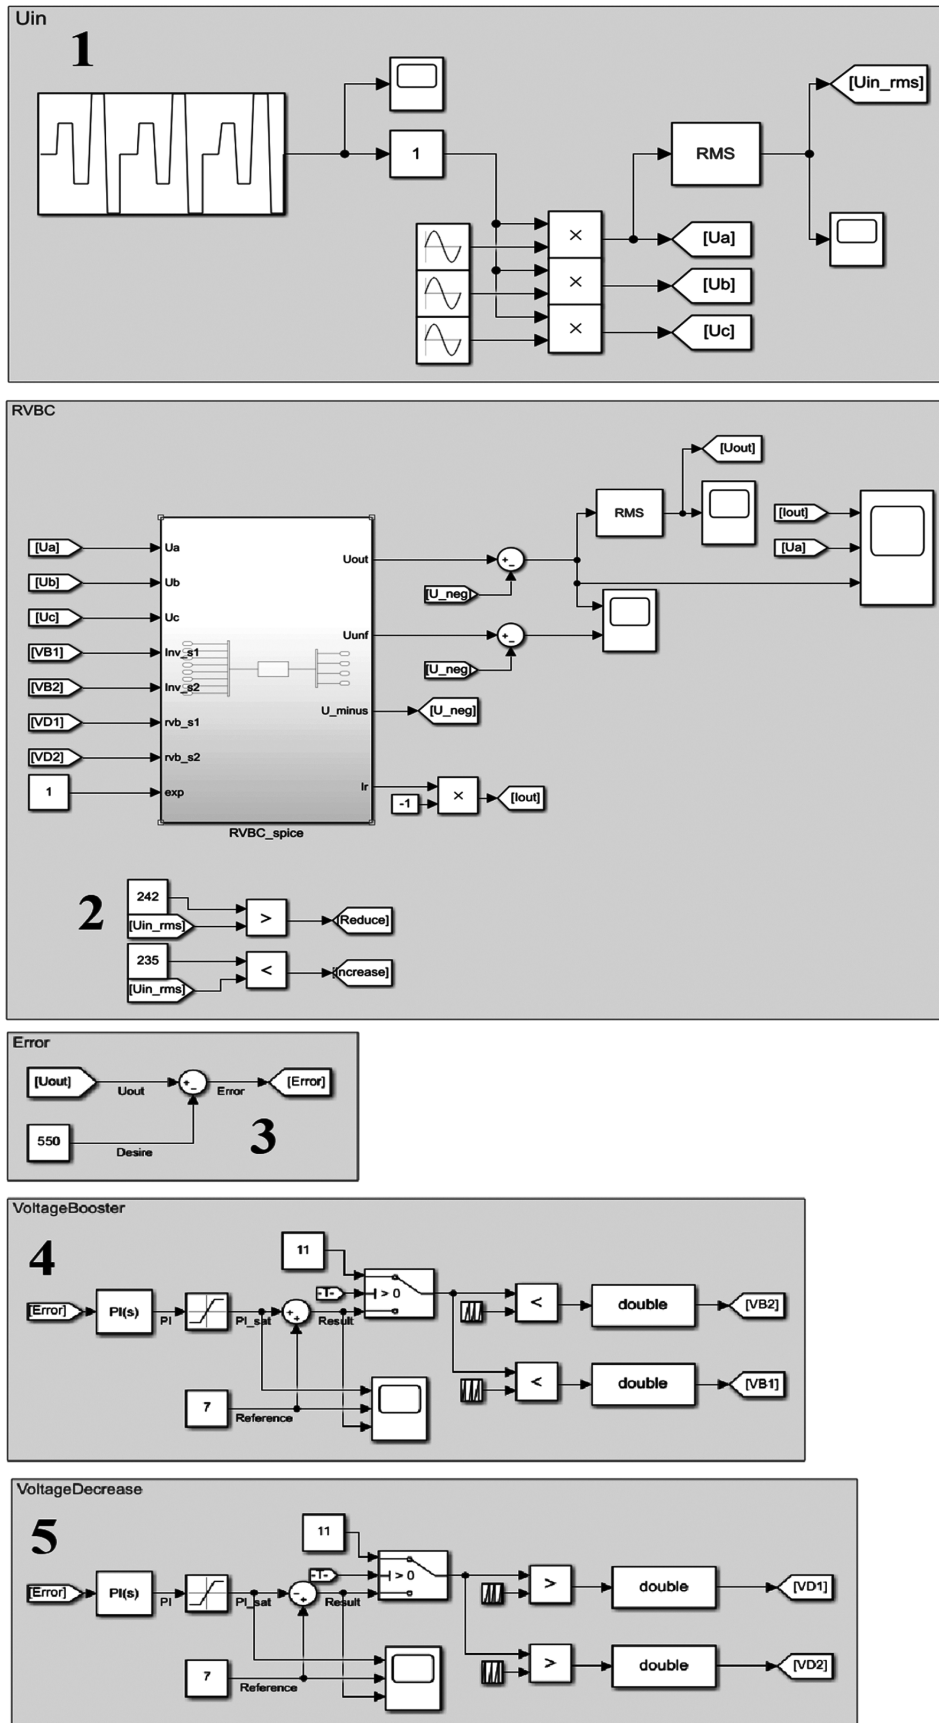 Uin
1
[Uin_rms]
1
RMS
×
[Ua]
×
[Ub]
×
[Uc]
RVBC
[Uout]
RMS
[Iout]
[Ua]
[Ua]
Ua
Uout
+
-
[Ub]
Ub
[U_neg]
[Uc]
Uc
Uunf
+
-
[VB1]
Inv_s1
[U_neg]
[VB2]
Inv_s2
[VD1]
rvb_s1
U_minus
[U_neg]
[VD2]
rvb_s2
1
exp
Ir
-1
×
[Iout]
RVBC_spice
2
242
[Uin_rms]
>
[Reduce]
235
[Uin_rms]
<
[Increase]
Error
[Uout]
Uout
+
-
Error
[Error]
550
Desire
3
VoltageBooster
4
11
[Error]
PI(s)
PI
PI_sat
+
+
Result
-T-
> 0
<
double
[VB2]
7
Reference
<
double
[VB1]
VoltageDecrease
5
11
[Error]
PI(s)
PI
PI_sat
-
+
Result
-T-
> 0
>
double
[VD1]
7
Reference
>
double
[VD2]